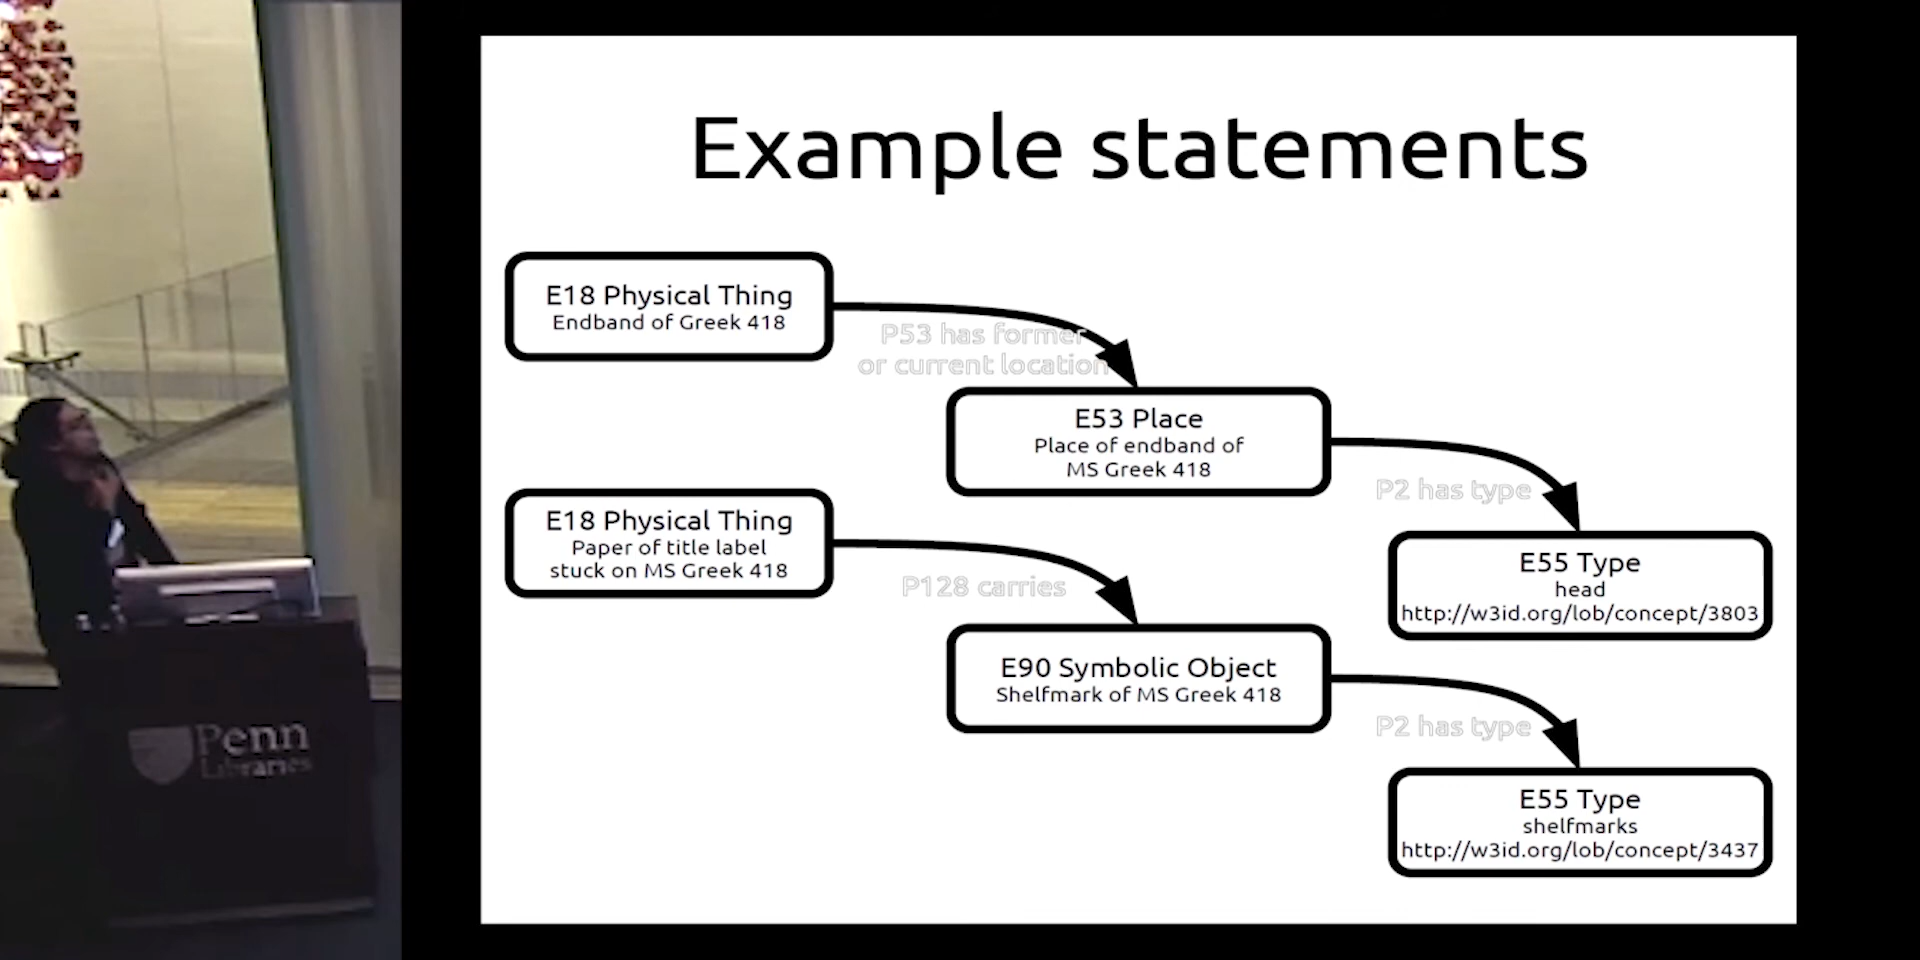 Example statements
E18 Physical Thing
Endband of Greek 418
P53 has former
or current location
E53 Place
Place of endband of
MS Greek 418
P2 has type
E55 Type
head
http://w3id.org/lob/concept/3803
E18 Physical Thing
Paper of title label
stuck on MS Greek 418
P128 carries
E90 Symbolic Object
Shelfmark of MS Greek 418
P2 has type
E55 Type
shelfmarks
http://w3id.org/lob/concept/3437
Penn
Libraries